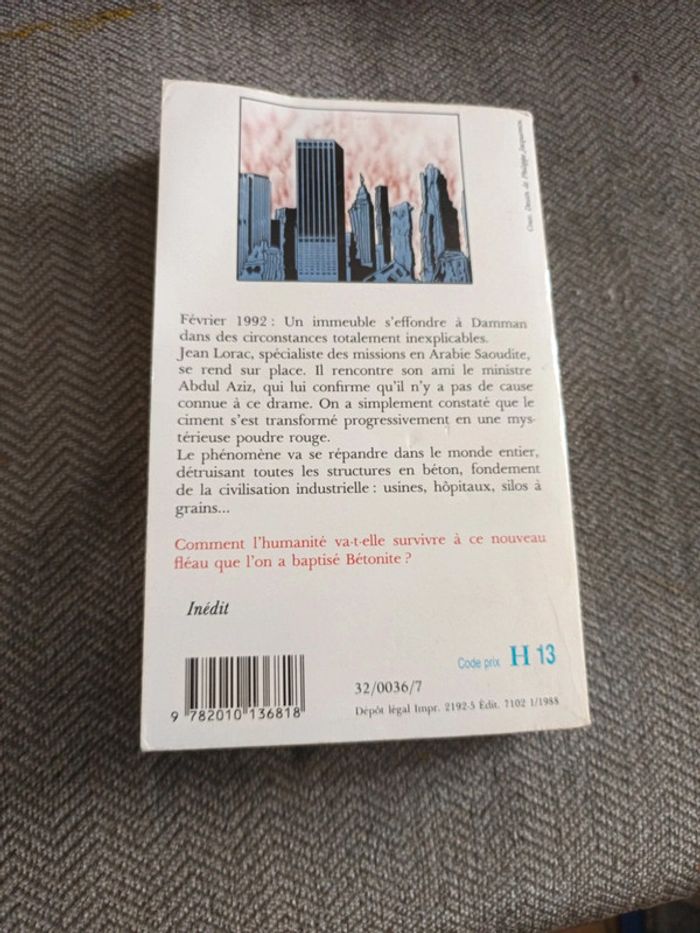 Couv. Dessin de Philippe Jacquemin.
Février 1992 : Un immeuble s'effondre à Damman
dans des circonstances totalement inexplicables.
Jean Lorac, spécialiste des missions en Arabie Saoudite,
se rend sur place. Il rencontre son ami le ministre
Abdul Aziz, qui lui confirme qu'il n'y a pas de cause
connue à ce drame. On a simplement constaté que le
ciment s'est transformé progressivement en une mys-
térieuse poudre rouge.
Le phénomène va se répandre dans le monde entier,
détruisant toutes les structures en béton, fondement
de la civilisation industrielle : usines, hôpitaux, silos à
grains...
Comment l'humanité va-t-elle survivre à ce nouveau
fléau que l'on a baptisé Bétonite ?
Inédit
Code prix H 13
32/0036/7
Dépôt légal Impr. 2192-5 Édit. 7102 1/1988
9 782010 136818